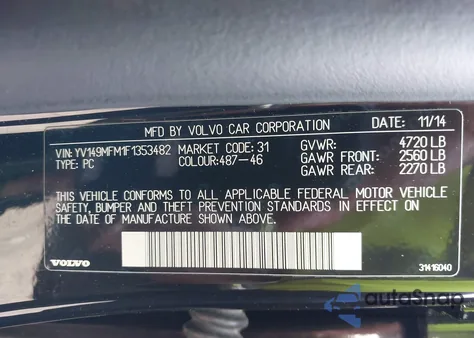 DATE: 11/14
MFD BY VOLVO CAR CORPORATION
VIN: YV149MFM1F1353482 MARKET CODE: 31 GVWR: 4720 LB
TYPE: PC COLOUR:487-46 GAWR FRONT: 2560 LB
GAWR REAR: 2270 LB
THIS VEHICLE CONFORMS TO ALL APPLICABLE FEDERAL MOTOR VEHICLE
SAFETY, BUMPER AND THEFT PREVENTION STANDARDS IN EFFECT ON
THE DATE OF MANUFACTURE SHOWN ABOVE.
VOLVO 31416040
autoSnap